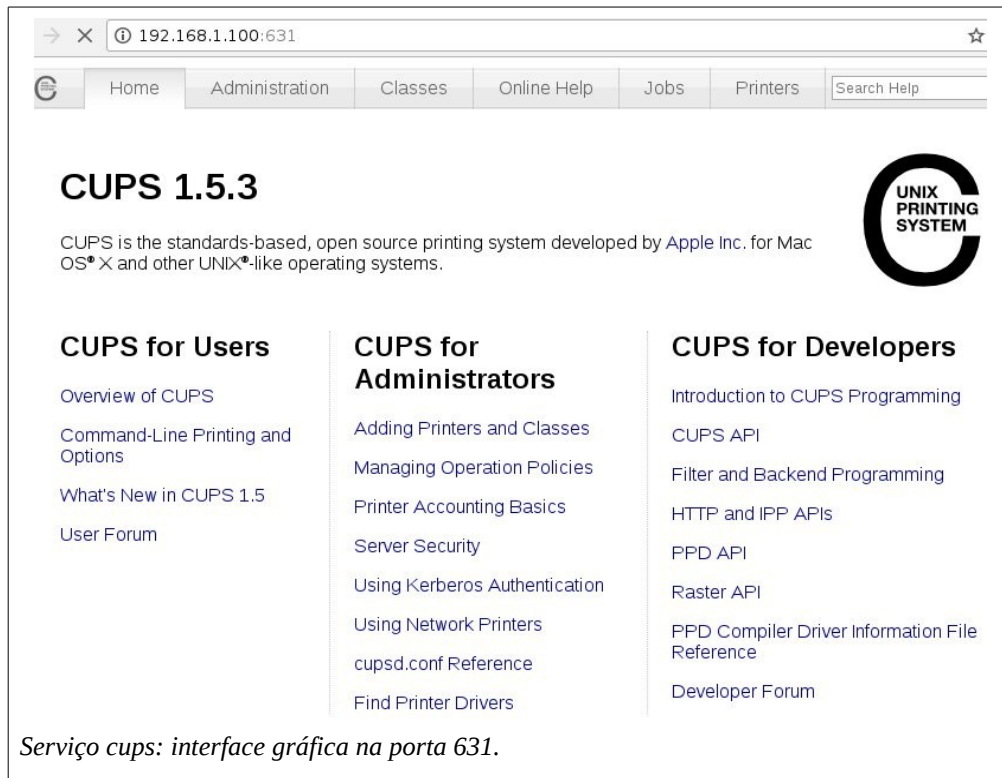 192.168.1.100:631
Home Administration Classes Online Help Jobs Printers Search Help
CUPS 1.5.3
CUPS is the standards-based, open source printing system developed by Apple Inc. for Mac
OS® X and other UNIX®-like operating systems.
UNIX
PRINTING
SYSTEM
CUPS for Users
Overview of CUPS
Command-Line Printing and
Options
What's New in CUPS 1.5
User Forum
CUPS for
Administrators
Adding Printers and Classes
Managing Operation Policies
Printer Accounting Basics
Server Security
Using Kerberos Authentication
Using Network Printers
cupsd.conf Reference
Find Printer Drivers
CUPS for Developers
Introduction to CUPS Programming
CUPS API
Filter and Backend Programming
HTTP and IPP APIs
PPD API
Raster API
PPD Compiler Driver Information File
Reference
Developer Forum
Serviço cups: interface gráfica na porta 631.